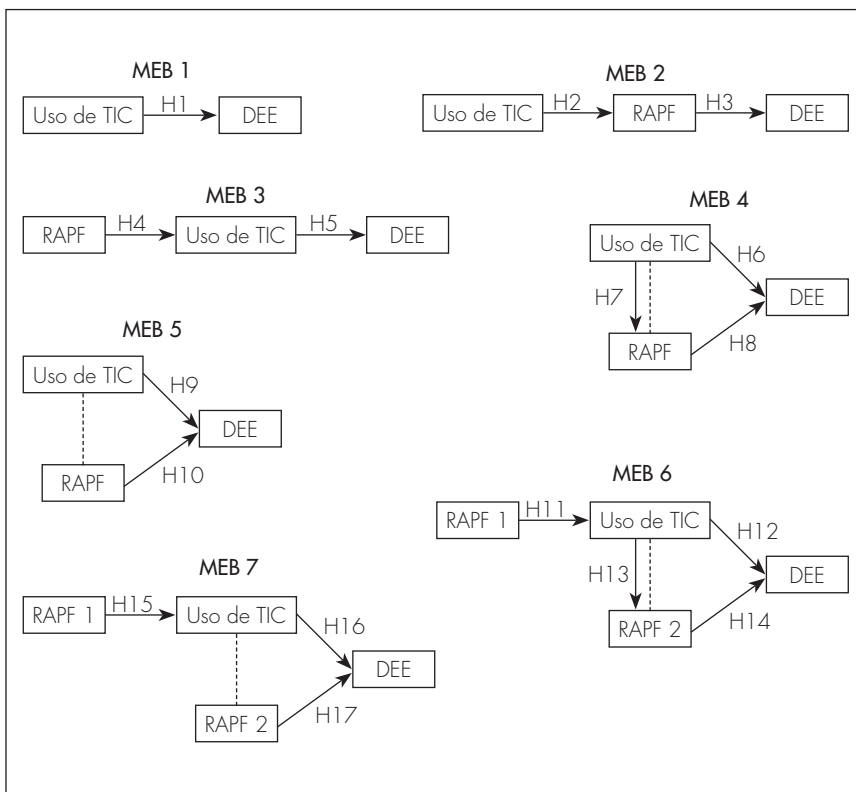 MEB 1
Uso de TIC H1 DEE
MEB 2
Uso de TIC H2 RAPF H3 DEE
MEB 3
RAPF H4 Uso de TIC H5 DEE
MEB 4
Uso de TIC
H6
DEE
H7
RAPF
H8
MEB 5
Uso de TIC
H9
DEE
RAPF
H10
MEB 6
RAPF 1 H11 Uso de TIC
H12
DEE
H13
RAPF 2
H14
MEB 7
RAPF 1 H15 Uso de TIC
H16
DEE
RAPF 2
H17